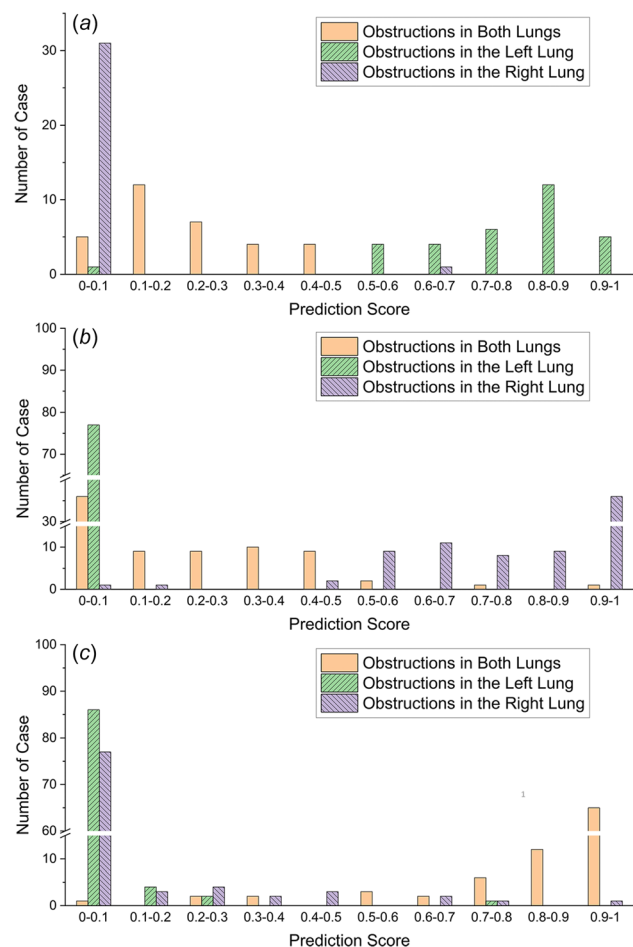 (a)
Obstructions in Both Lungs
Obstructions in the Left Lung
Obstructions in the Right Lung
Number of Case
30
20
10
0
0-0.1 0.1-0.2 0.2-0.3 0.3-0.4 0.4-0.5 0.5-0.6 0.6-0.7 0.7-0.8 0.8-0.9 0.9-1
Prediction Score
(b)
Obstructions in Both Lungs
Obstructions in the Left Lung
Obstructions in the Right Lung
Number of Case
100
90
80
70
30
10
0
0-0.1 0.1-0.2 0.2-0.3 0.3-0.4 0.4-0.5 0.5-0.6 0.6-0.7 0.7-0.8 0.8-0.9 0.9-1
Prediction Score
(c)
Obstructions in Both Lungs
Obstructions in the Left Lung
Obstructions in the Right Lung
Number of Case
100
90
80
70
60
10
0
1
0-0.1 0.1-0.2 0.2-0.3 0.3-0.4 0.4-0.5 0.5-0.6 0.6-0.7 0.7-0.8 0.8-0.9 0.9-1
Prediction Score